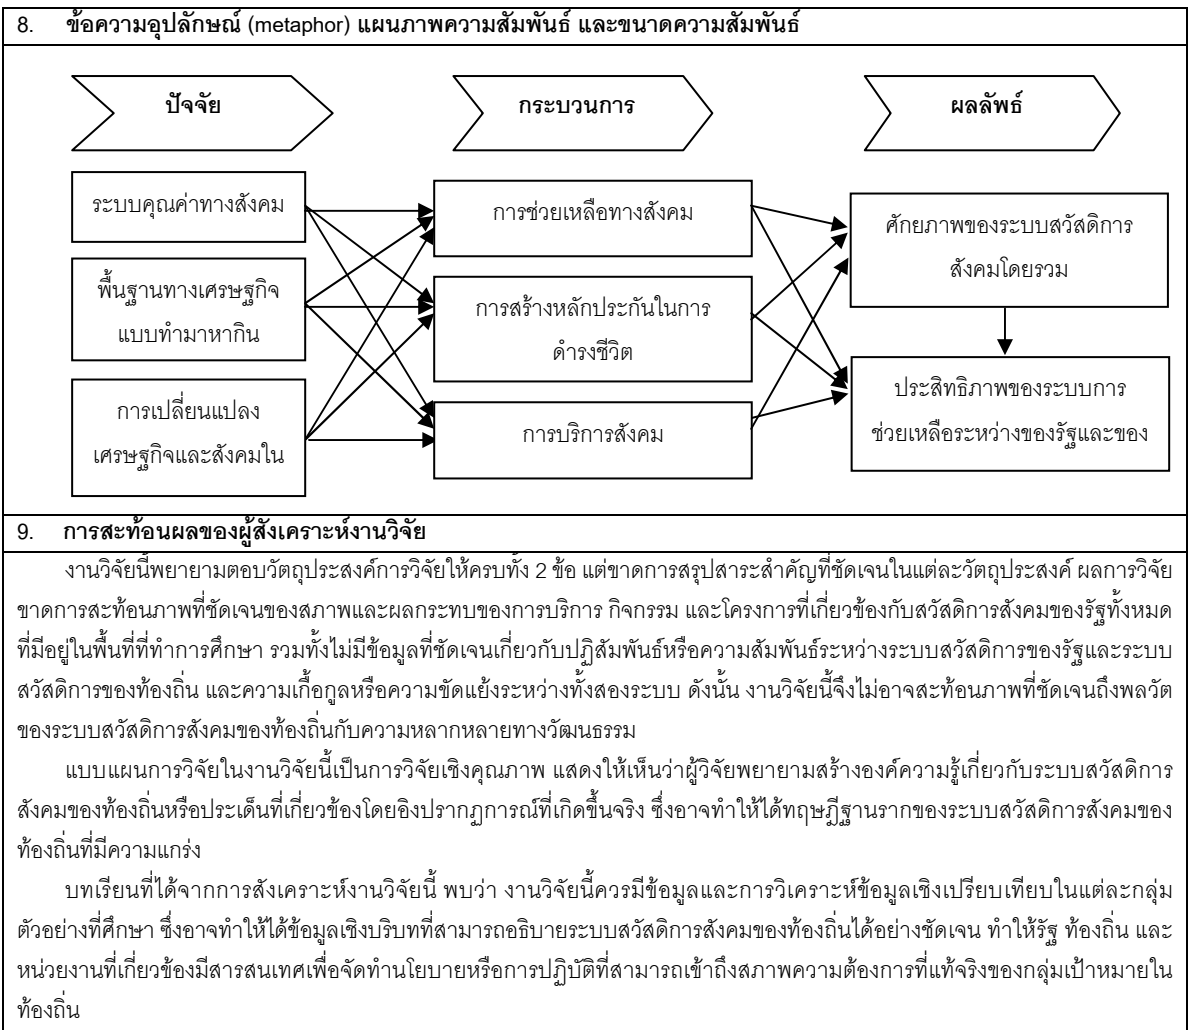 8. ข้อความอุปลักษณ์ (metaphor) แผนภาพความสัมพันธ์ และขนาดความสัมพันธ์
ปัจจัย
กระบวนการ
ผลลัพธ์
ระบบคุณค่าทางสังคม
พื้นฐานทางเศรษฐกิจ
แบบทำมาหากิน
การเปลี่ยนแปลง
เศรษฐกิจและสังคมใน
การช่วยเหลือทางสังคม
การสร้างหลักประกันในการ
ดำรงชีวิต
การบริการสังคม
ศักยภาพของระบบสวัสดิการ
สังคมโดยรวม
ประสิทธิภาพของระบบการ
ช่วยเหลือระหว่างของรัฐและของ
9. การสะท้อนผลของผู้สังเคราะห์งานวิจัย
งานวิจัยนี้พยายามตอบวัตถุประสงค์การวิจัยให้ครบทั้ง 2 ข้อ แต่ขาดการสรุปสาระสำคัญที่ชัดเจนในแต่ละวัตถุประสงค์ ผลการวิจัย
ขาดการสะท้อนภาพที่ชัดเจนของสภาพและผลกระทบของการบริการ กิจกรรม และโครงการที่เกี่ยวข้องกับสวัสดิการสังคมของรัฐทั้งหมด
ที่มีอยู่ในพื้นที่ที่ทำการศึกษา รวมทั้งไม่มีข้อมูลที่ชัดเจนเกี่ยวกับปฏิสัมพันธ์หรือความสัมพันธ์ระหว่างระบบสวัสดิการของรัฐและระบบ
สวัสดิการของท้องถิ่น และความเกื้อกูลหรือความขัดแย้งระหว่างทั้งสองระบบ ดังนั้น งานวิจัยนี้จึงไม่อาจสะท้อนภาพที่ชัดเจนถึงพลวัต
ของระบบสวัสดิการสังคมของท้องถิ่นกับความหลากหลายทางวัฒนธรรม
แบบแผนการวิจัยในงานวิจัยนี้เป็นการวิจัยเชิงคุณภาพ แสดงให้เห็นว่าผู้วิจัยพยายามสร้างองค์ความรู้เกี่ยวกับระบบสวัสดิการ
สังคมของท้องถิ่นหรือประเด็นที่เกี่ยวข้องโดยอิงปรากฏการณ์ที่เกิดขึ้นจริง ซึ่งอาจทำให้ได้ทฤษฎีฐานรากของระบบสวัสดิการสังคมของ
ท้องถิ่นที่มีความแกร่ง
บทเรียนที่ได้จากการสังเคราะห์งานวิจัยนี้ พบว่า งานวิจัยนี้ควรมีข้อมูลและการวิเคราะห์ข้อมูลเชิงเปรียบเทียบในแต่ละกลุ่ม
ตัวอย่างที่ศึกษา ซึ่งอาจทำให้ได้ข้อมูลเชิงบริบทที่สามารถอธิบายระบบสวัสดิการสังคมของท้องถิ่นได้อย่างชัดเจน ทำให้รัฐ ท้องถิ่น และ
หน่วยงานที่เกี่ยวข้องมีสารสนเทศเพื่อจัดทำนโยบายหรือการปฏิบัติที่สามารถเข้าถึงสภาพความต้องการที่แท้จริงของกลุ่มเป้าหมายใน
ท้องถิ่น